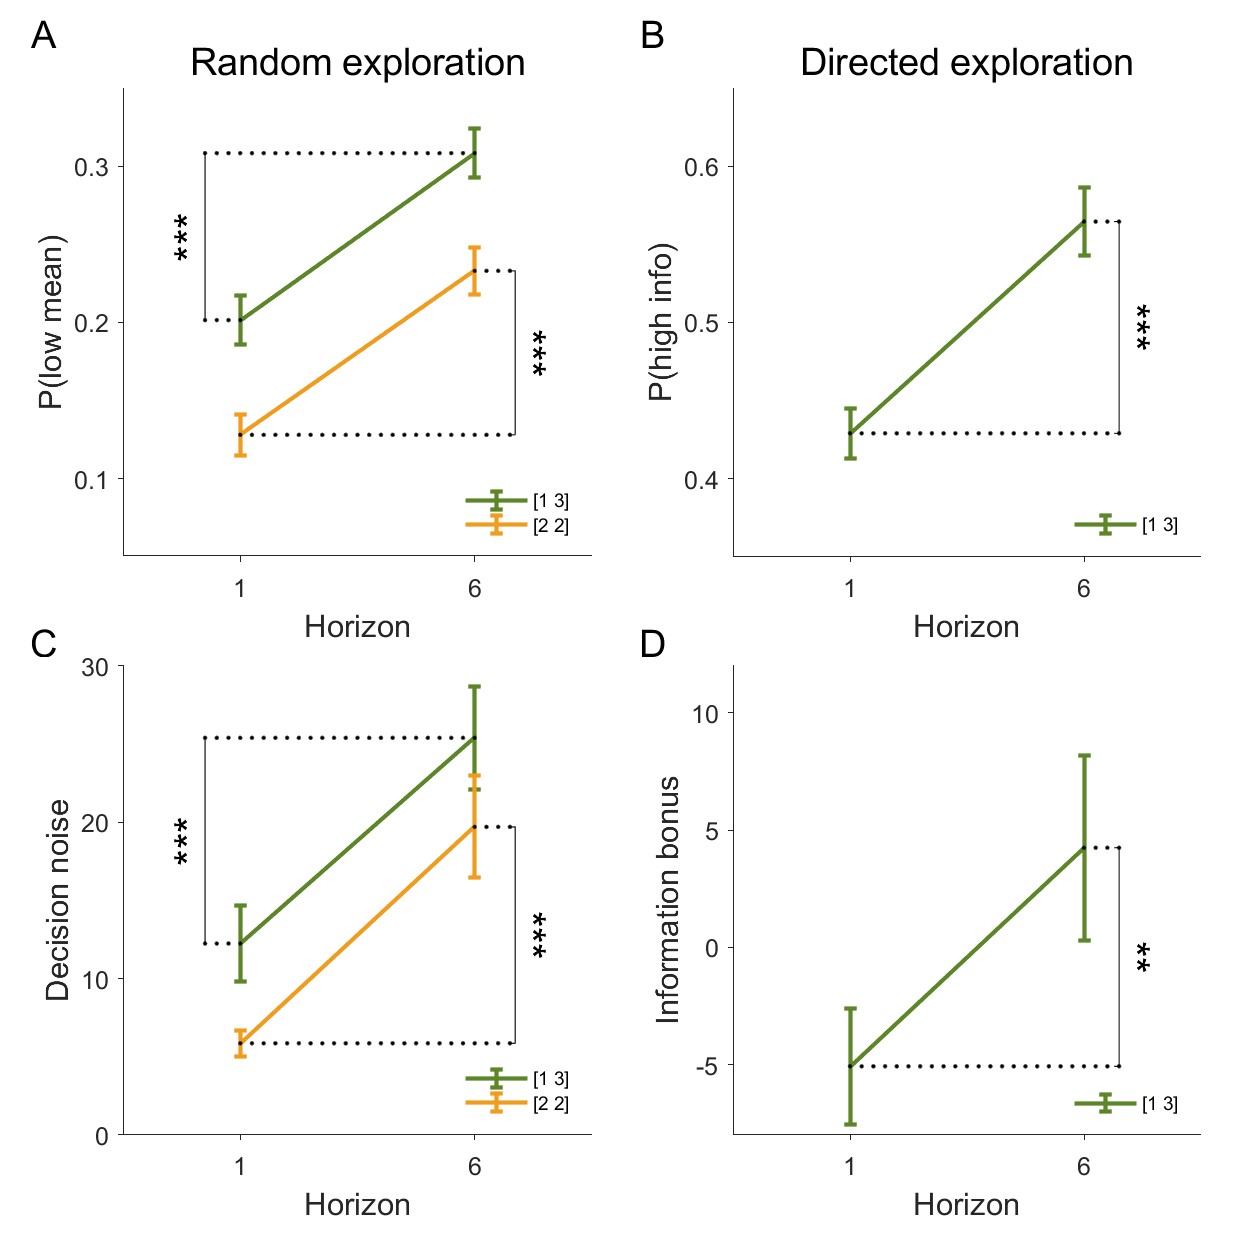 A
Random exploration
P(low mean)
0.3
0.2
0.1
***
***
[1 3]
[2 2]
1
6
Horizon
B
Directed exploration
P(high info)
0.6
0.5
0.4
***
[1 3]
1
6
Horizon
C
Decision noise
30
20
10
0
***
***
[1 3]
[2 2]
1
6
Horizon
D
Information bonus
10
5
0
-5
**
[1 3]
1
6
Horizon